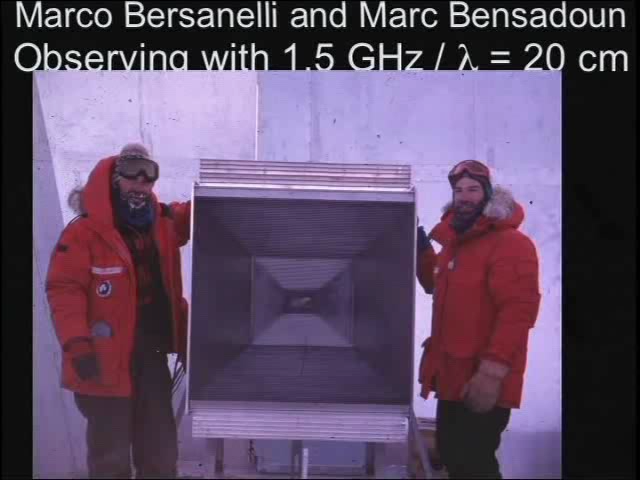 Marco Bersanelli and Marc Bensadoun
Observing with 1.5 GHz / λ = 20 cm